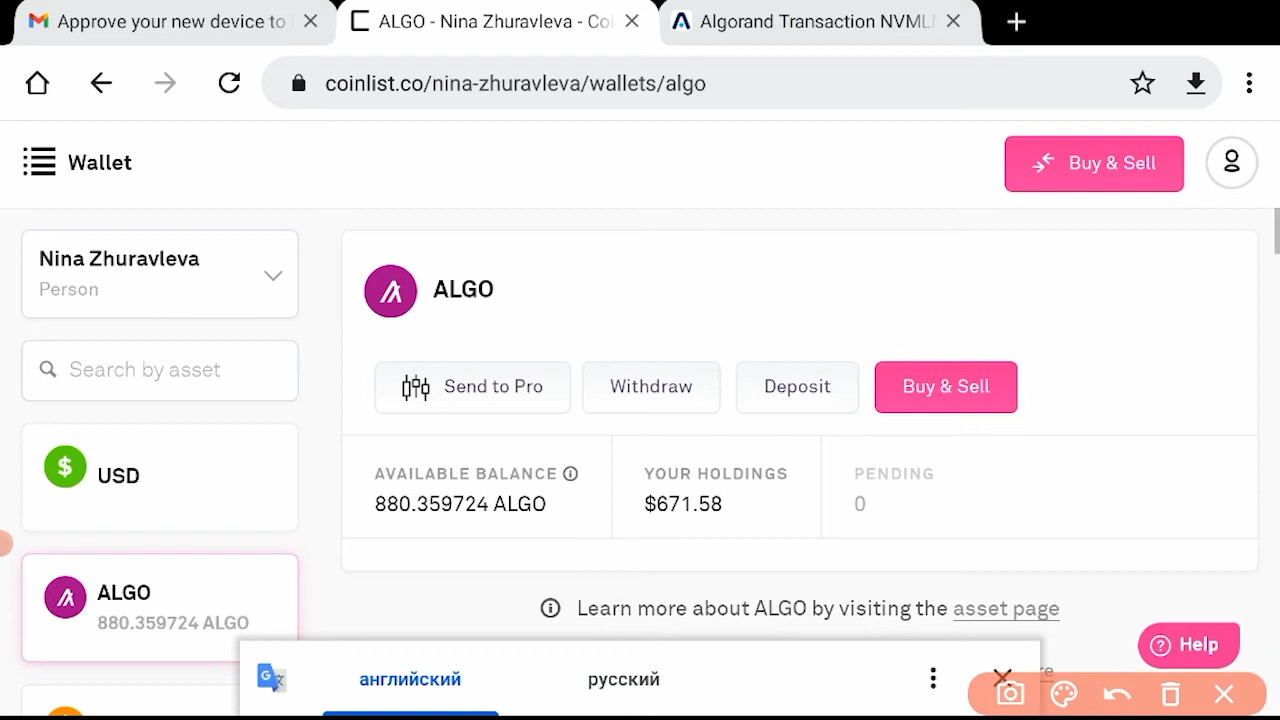 Approve your new device to
ALGO - Nina Zhuravleva - Coi
Algorand Transaction NVML
coinlist.co/nina-zhuravleva/wallets/algo
Wallet
Buy & Sell
Nina Zhuravleva
Person
Search by asset
USD
ALGO
880.359724 ALGO
ALGO
Send to Pro
Withdraw
Deposit
Buy & Sell
AVAILABLE BALANCE
880.359724 ALGO
YOUR HOLDINGS
$671.58
PENDING
0
Learn more about ALGO by visiting the asset page
Help
английский
русский